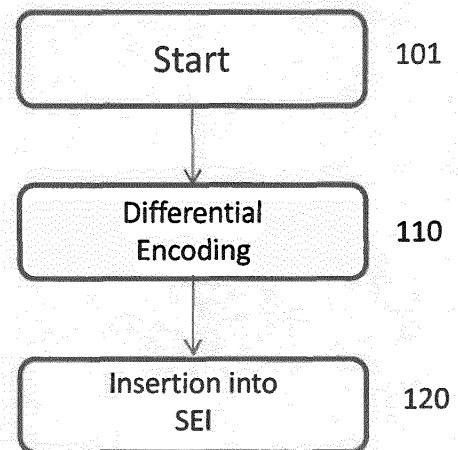 Start
101
Differential
Encoding
110
Insertion into
SEI
120